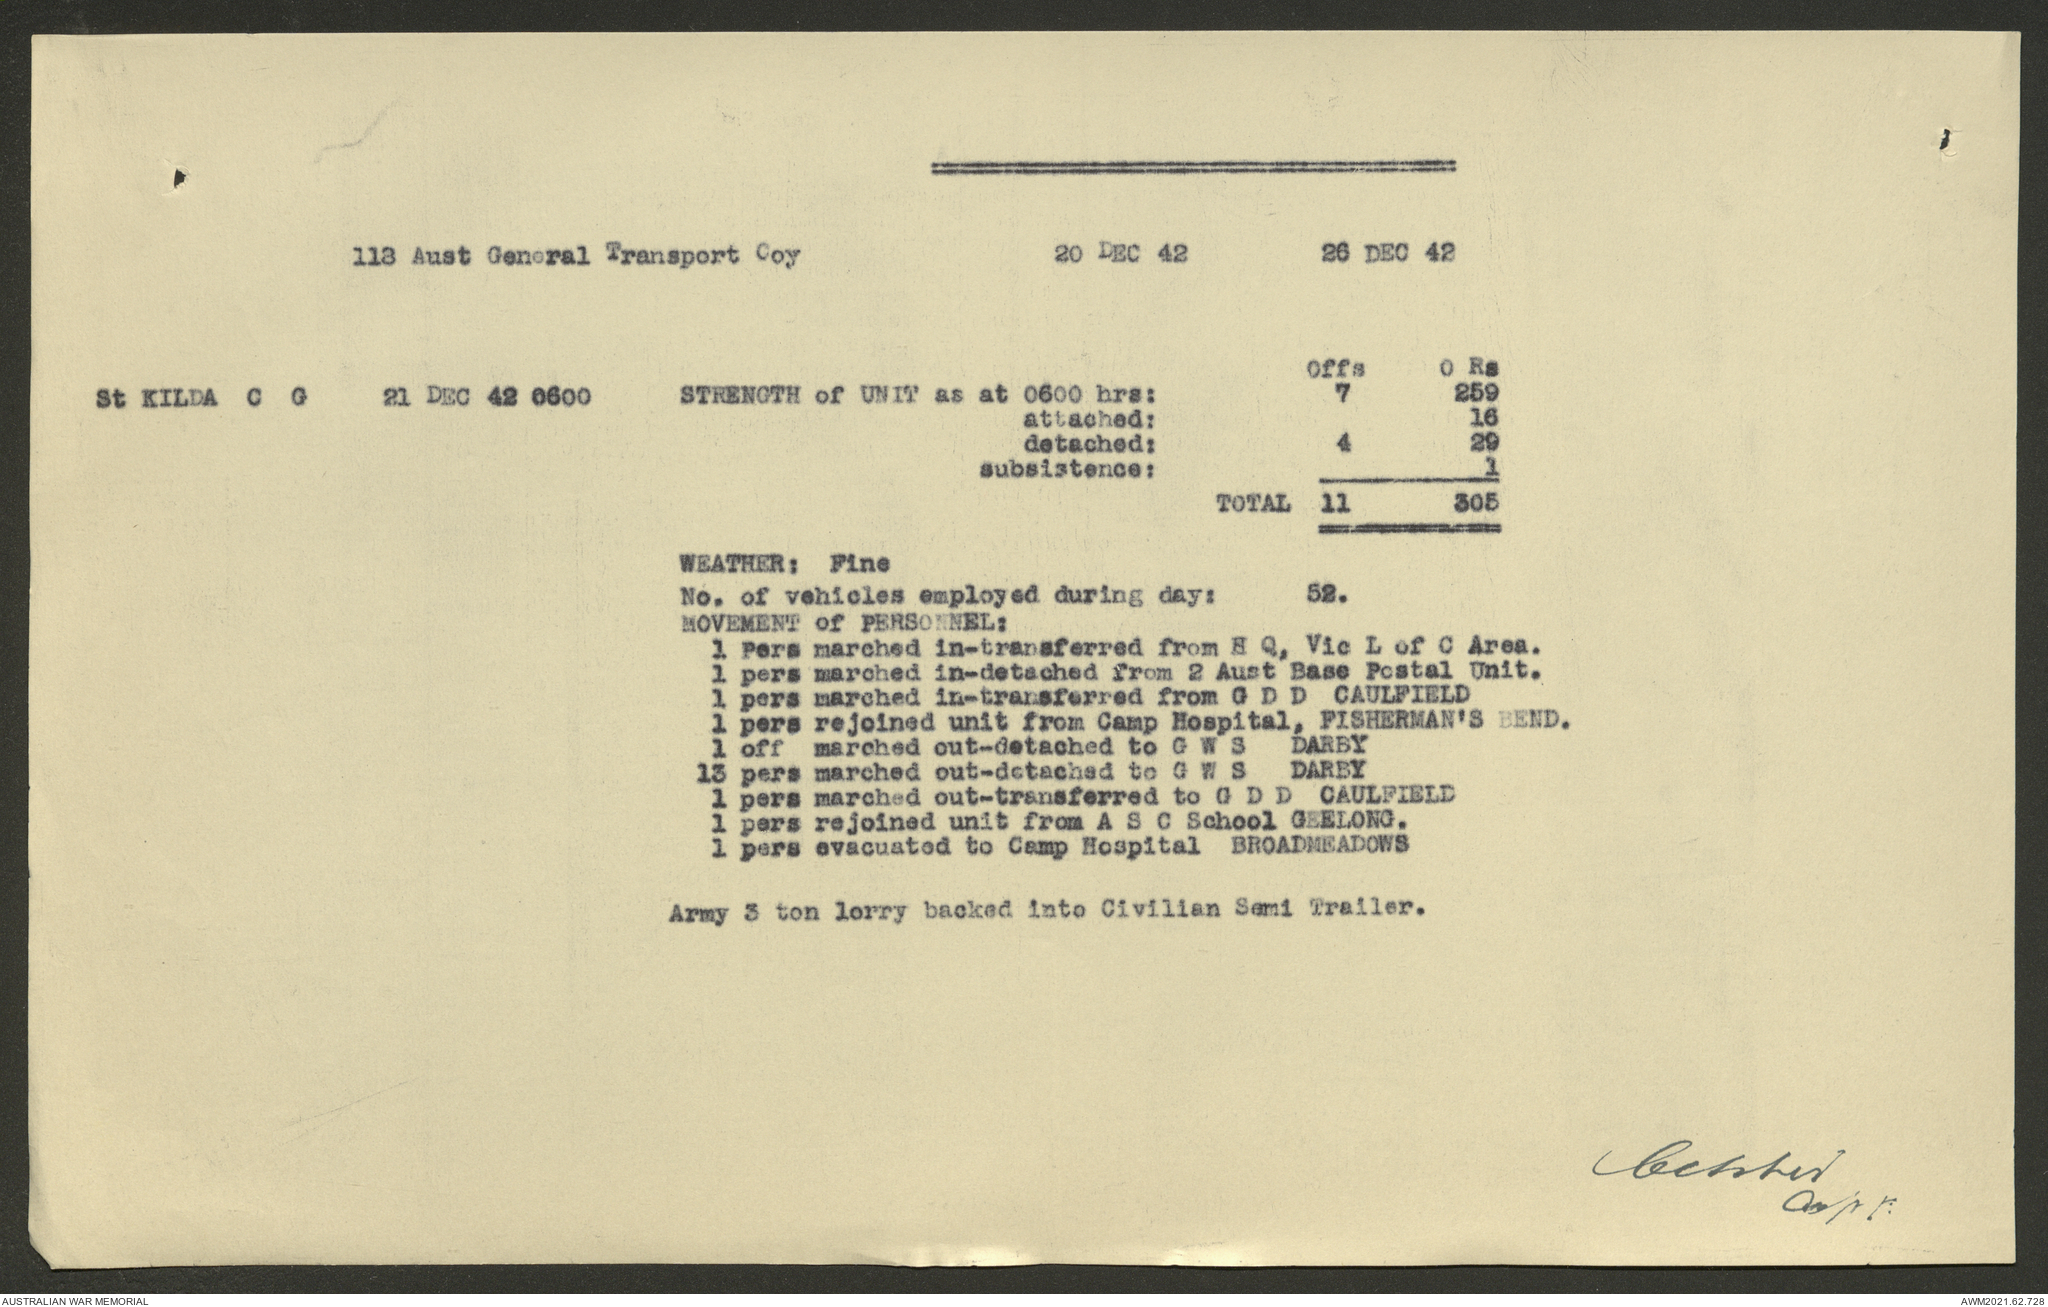 118 Aust General Transport Coy 20 DEC 42 26 DEC 42
Offs O Rs
St KILDA C G 21 DEC 42 0600 STRENGTH of UNIT as at 0600 hrs: 7 259
attached: 16
detached: 4 29
subsistence: 1
TOTAL 11 305
WEATHER: Fine
No. of vehicles employed during day: 52.
MOVEMENT of PERSONNEL:
1 Pers marched in-transferred from H Q, Vic L of C Area.
1 pers marched in-detached from 2 Aust Base Postal Unit.
1 pers marched in-transferred from G D D CAULFIELD
1 pers rejoined unit from Camp Hospital, FISHERMAN'S BEND.
1 off marched out-detached to G W S DARBY
13 pers marched out-detached to G W S DARBY
1 pers marched out-transferred to G D D CAULFIELD
1 pers rejoined unit from A S C School GEELONG.
1 pers evacuated to Camp Hospital BROADMEADOWS
Army 3 ton lorry backed into Civilian Semi Trailer.
AUSTRALIAN WAR MEMORIAL AWM2021.62.728